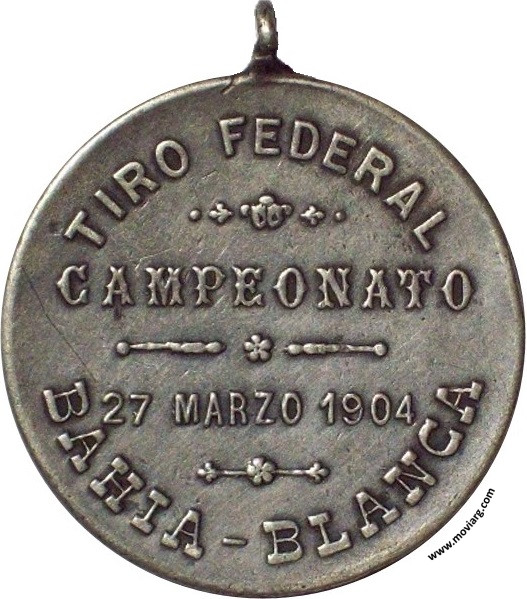 TIRO FEDERAL
CAMPEONATO
27 MARZO 1904
BAHIA-BLANCA
www.moviarg.com